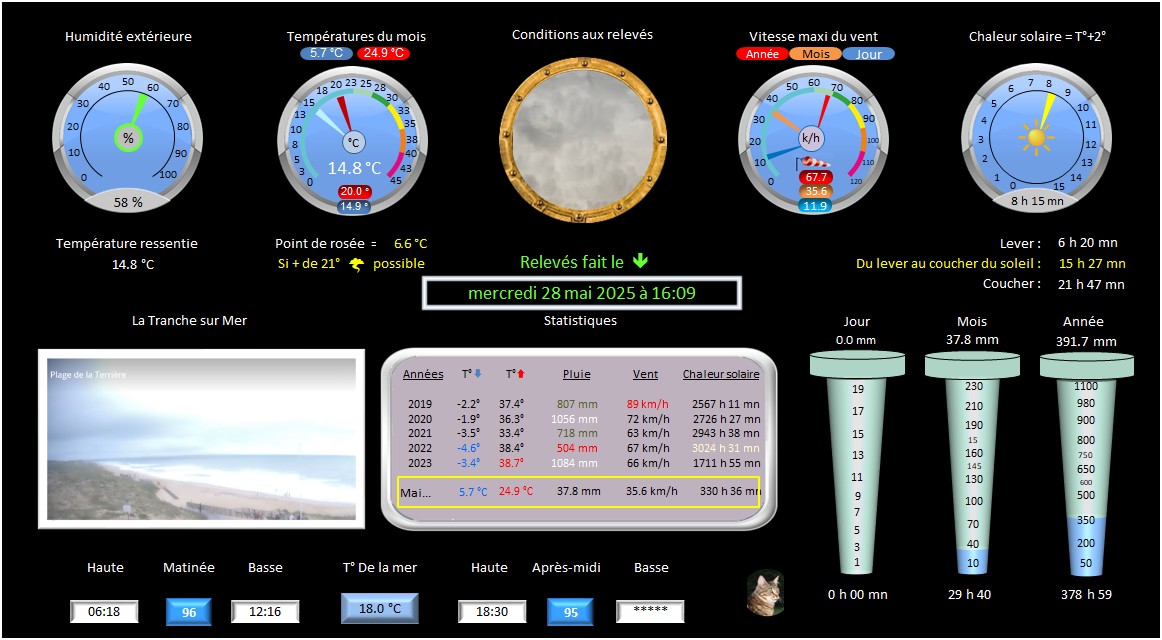 Humidité extérieure
Températures du mois
Conditions aux relevés
Vitesse maxi du vent
Chaleur solaire = T°+2°
5.7 °C 24.9 °C
Année Mois Jour
0 10 20 30 40 50 60 70 80 90 100
%
58 %
0 3 5 8 10 13 15 18 20 23 25 28 30 33 35 38 40 43 45
°C
14.8 °C
20.0 °
14.9 °
0 10 20 30 40 50 60 70 80 90 100 110 120
k/h
67.7
35.6
11.9
0 1 2 3 4 5 6 7 8 9 10 11 12 13 14 15
8 h 15 mn
Température ressentie
14.8 °C
Point de rosée = 6.6 °C
Si + de 21° possible
Relevés fait le
mercredi 28 mai 2025 à 16:09
Lever : 6 h 20 mn
Du lever au coucher du soleil : 15 h 27 mn
Coucher : 21 h 47 mn
La Tranche sur Mer
Plage de la Terrière
Statistiques
Années T° T° Pluie Vent Chaleur solaire
2019 -2.2° 37.4° 807 mm 89 km/h 2567 h 11 mn
2020 -1.9° 36.3° 1056 mm 72 km/h 2726 h 27 mn
2021 -3.5° 33.4° 718 mm 63 km/h 2943 h 38 mn
2022 -4.6° 38.4° 504 mm 67 km/h 3024 h 31 mn
2023 -3.4° 38.7° 1084 mm 66 km/h 1711 h 55 mn
Mai... 5.7 °C 24.9 °C 37.8 mm 35.6 km/h 330 h 36 mn
Jour
0.0 mm
19
17
15
13
11
9
7
5
3
1
0 h 00 mn
Mois
37.8 mm
230
210
190
15
160
145
130
100
70
40
10
29 h 40
Année
391.7 mm
1100
980
900
800
750
650
600
500
350
200
50
378 h 59
Haute Matinée Basse
06:18 96 12:16
T° De la mer
18.0 °C
Haute Après-midi Basse
18:30 95 *****